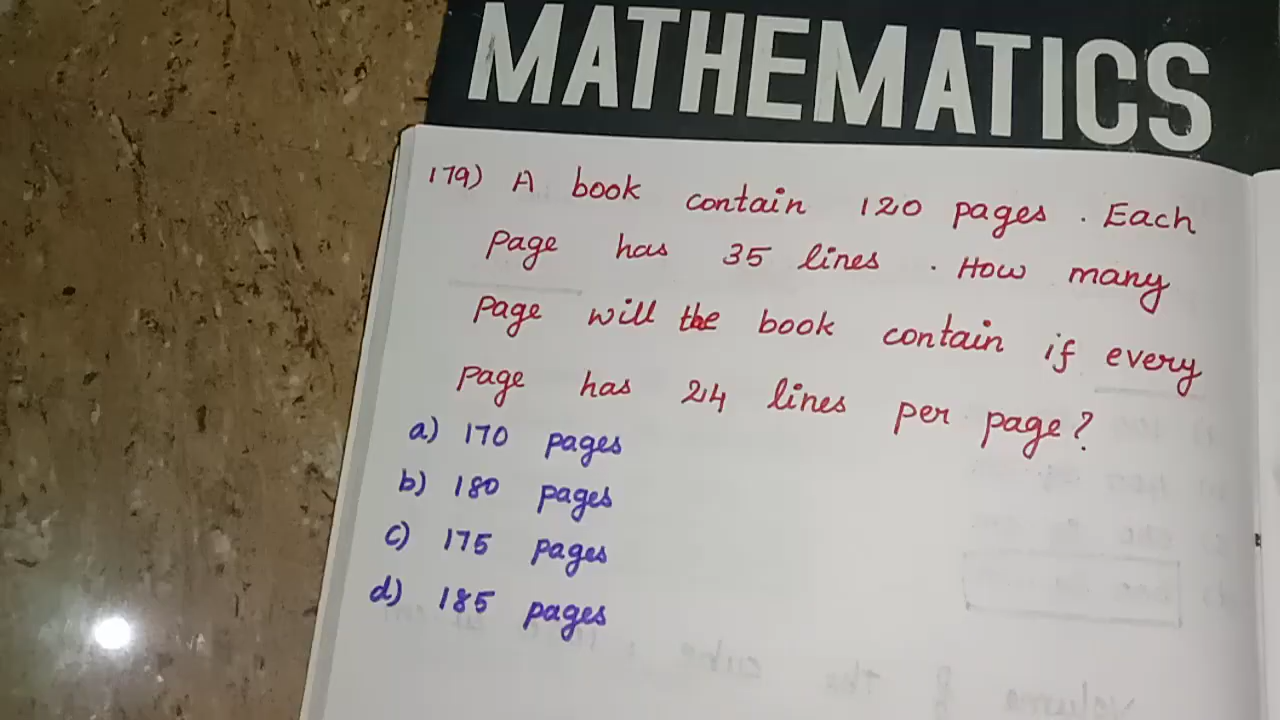 MATHEMATICS
179) A book contain 120 pages . Each
page has 35 lines . How many
page will the book contain if every
page has 24 lines per page?
a) 170 pages
b) 180 pages
c) 175 pages
d) 185 pages